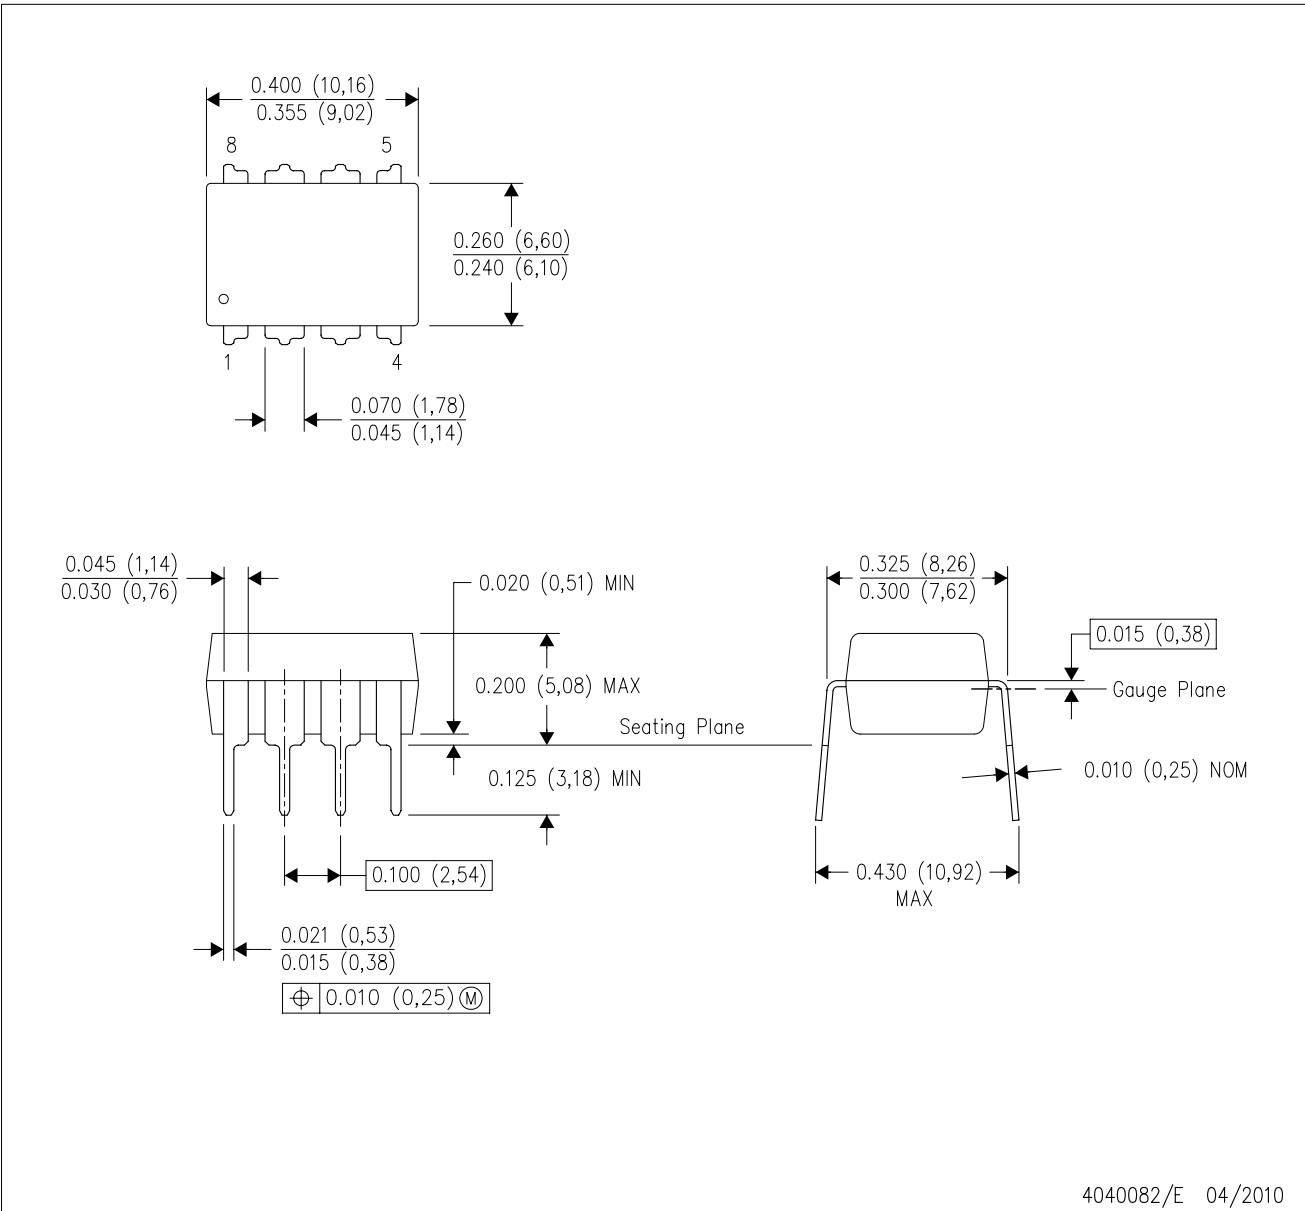 0.400 (10,16)
0.355 (9,02)
8 5
0.260 (6,60)
0.240 (6,10)
1 4
0.070 (1,78)
0.045 (1,14)
0.045 (1,14)
0.030 (0,76)
0.020 (0,51) MIN
0.325 (8,26)
0.300 (7,62)
0.015 (0,38)
0.200 (5,08) MAX
Gauge Plane
Seating Plane
0.125 (3,18) MIN
0.010 (0,25) NOM
0.100 (2,54)
0.430 (10,92)
MAX
0.021 (0,53)
0.015 (0,38)
⌖ 0.010 (0,25) Ⓜ
4040082/E 04/2010